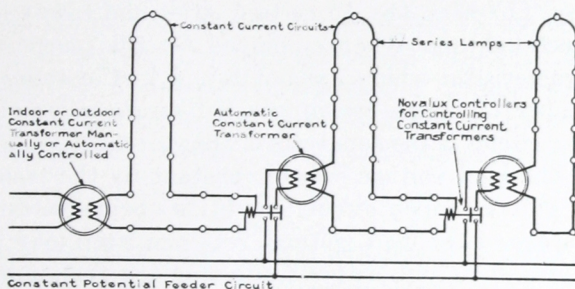 Constant Current Circuits
Series Lamps
Indoor or Outdoor
Constant Current
Transformer Man-
ually or Automatic-
ally Controlled
Automatic
Constant Current
Transformer
Novalux Controllers
for Controlling
Constant Current
Transformers
Constant Potential Feeder Circuit